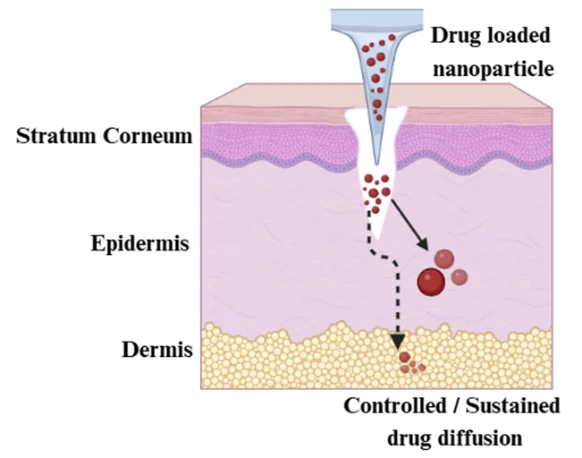 Drug loaded
nanoparticle
Stratum Corneum
Epidermis
Dermis
Controlled / Sustained
drug diffusion